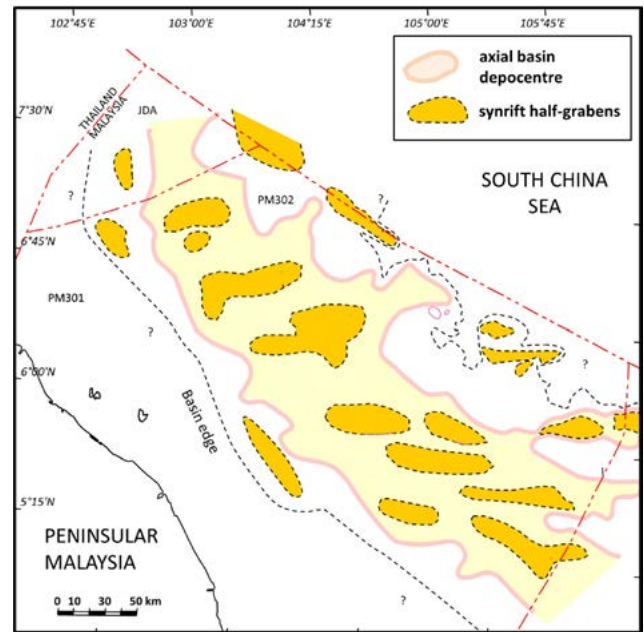 102°45'
103°00
104°15'
105°00
105°45'
7°30'N
6°45'N
6°00'N
5°15'N
axial basin
depocentre
synrift half-grabens
THAILAND
MALAYSIA
JDA
?
PM302
?
SOUTH CHINA
SEA
PM301
?
?
Basin edge
PENINSULAR
MALAYSIA
0 10 30 50 km
?